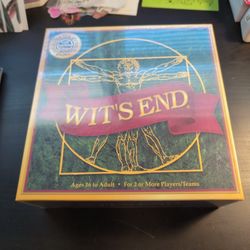 WIT'S END
Ages 16 to Adult • For 2 or More Players/Teams